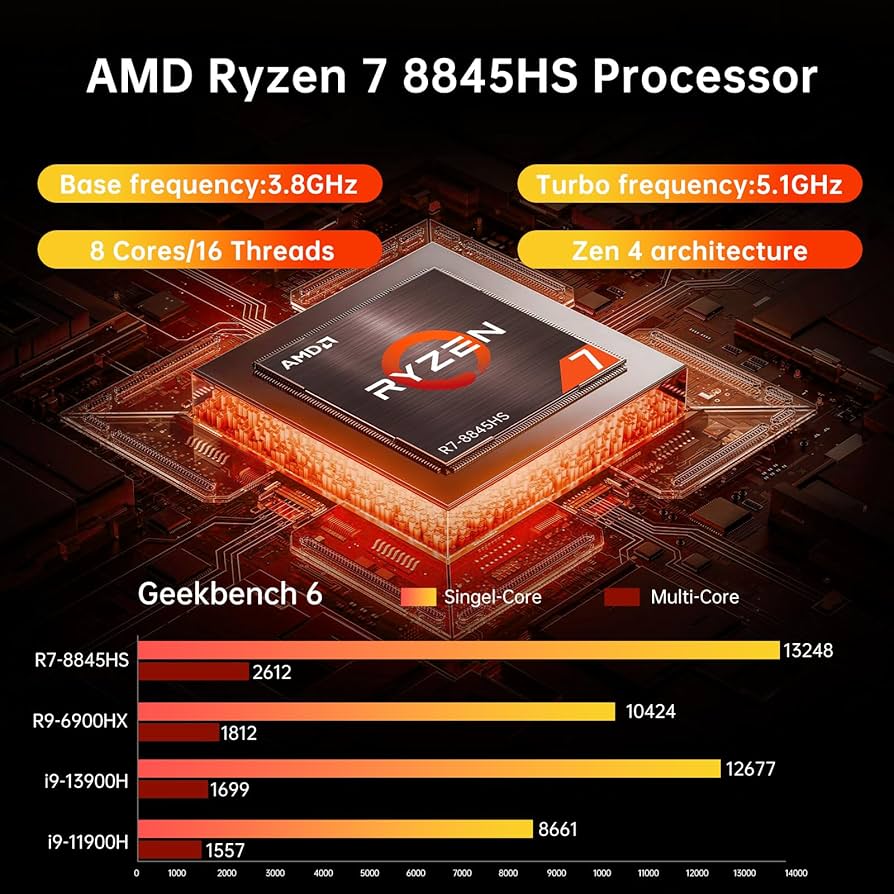 AMD Ryzen 7 8845HS Processor
Base frequency:3.8GHz
Turbo frequency:5.1GHz
8 Cores/16 Threads
Zen 4 architecture
AMD
RYZEN
7
R7-8845HS
Geekbench 6
Singel-Core
Multi-Core
R7-8845HS 13248
2612
R9-6900HX 10424
1812
i9-13900H 12677
1699
i9-11900H 8661
1557
0 1000 2000 3000 4000 5000 6000 7000 8000 9000 10000 11000 12000 13000 14000